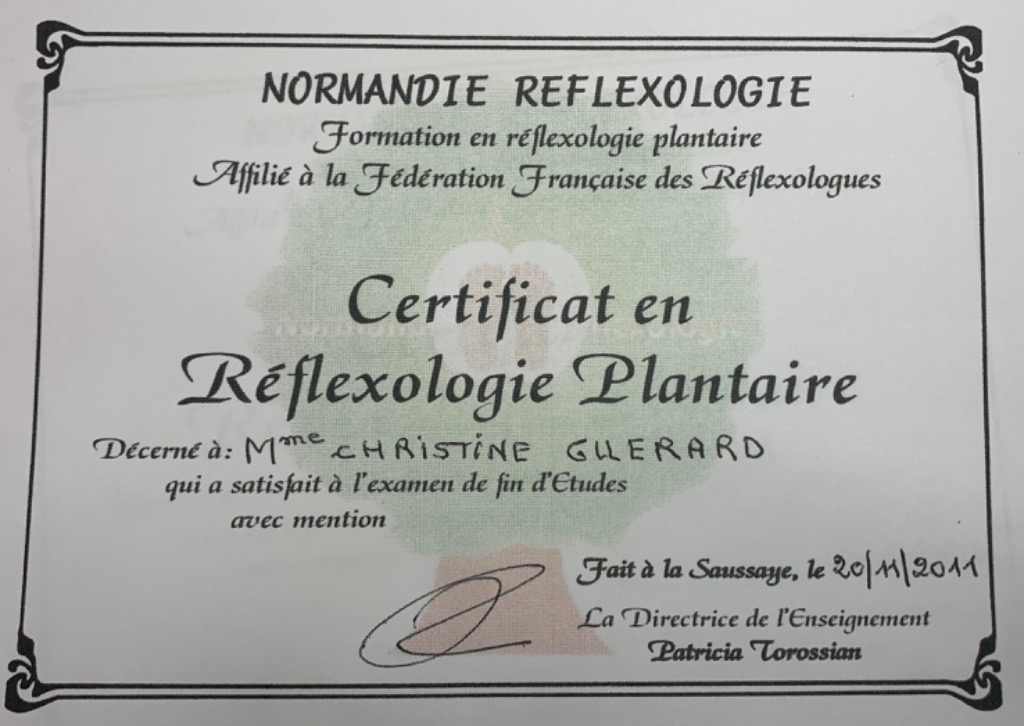 NORMANDIE REFLEXOLOGIE
Formation en réflexologie plantaire
Affilié à la Fédération Française des Réflexologues
Certificat en
Réflexologie Plantaire
Décerné à: Mme CHRISTINE GUERARD
qui a satisfait à l'examen de fin d'Etudes
avec mention
Fait à la Saussaye, le 20/11/2011
La Directrice de l'Enseignement
Patricia Torossian